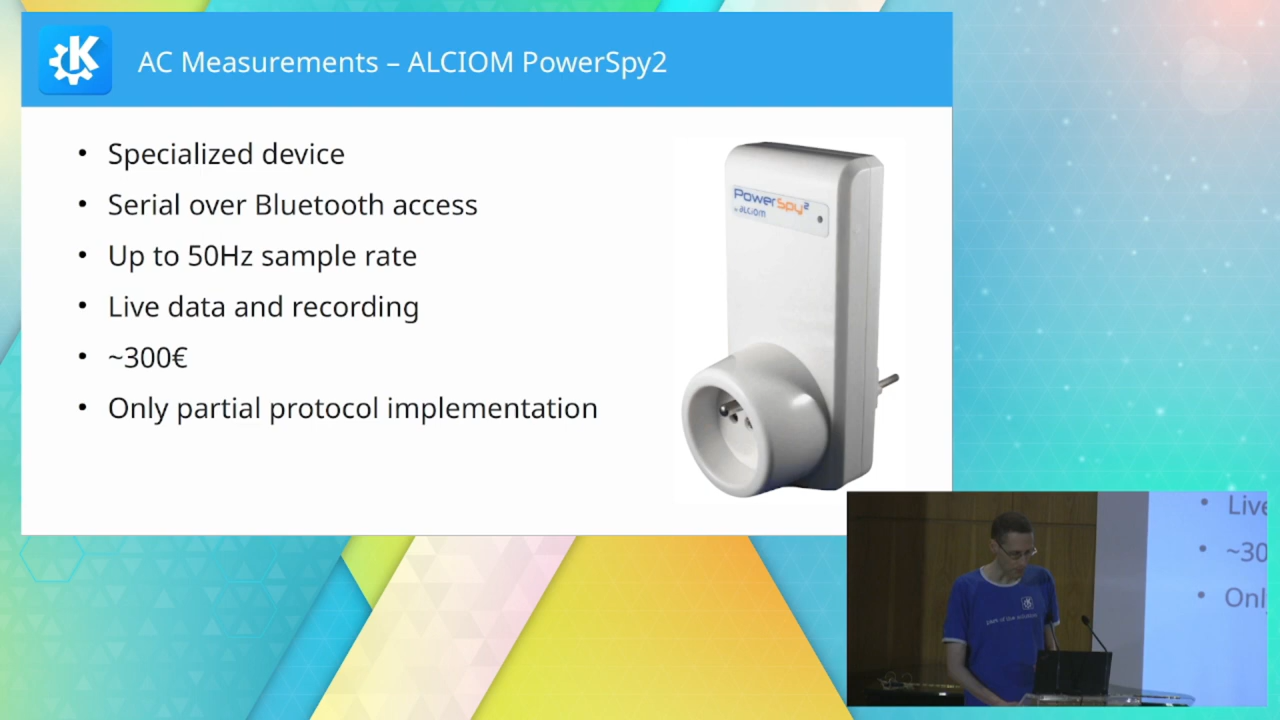 AC Measurements – ALCIOM PowerSpy2
• Specialized device
• Serial over Bluetooth access
• Up to 50Hz sample rate
• Live data and recording
• ~300€
• Only partial protocol implementation
PowerSpy2
by ALCIOM
• Live
• ~30
• Onl